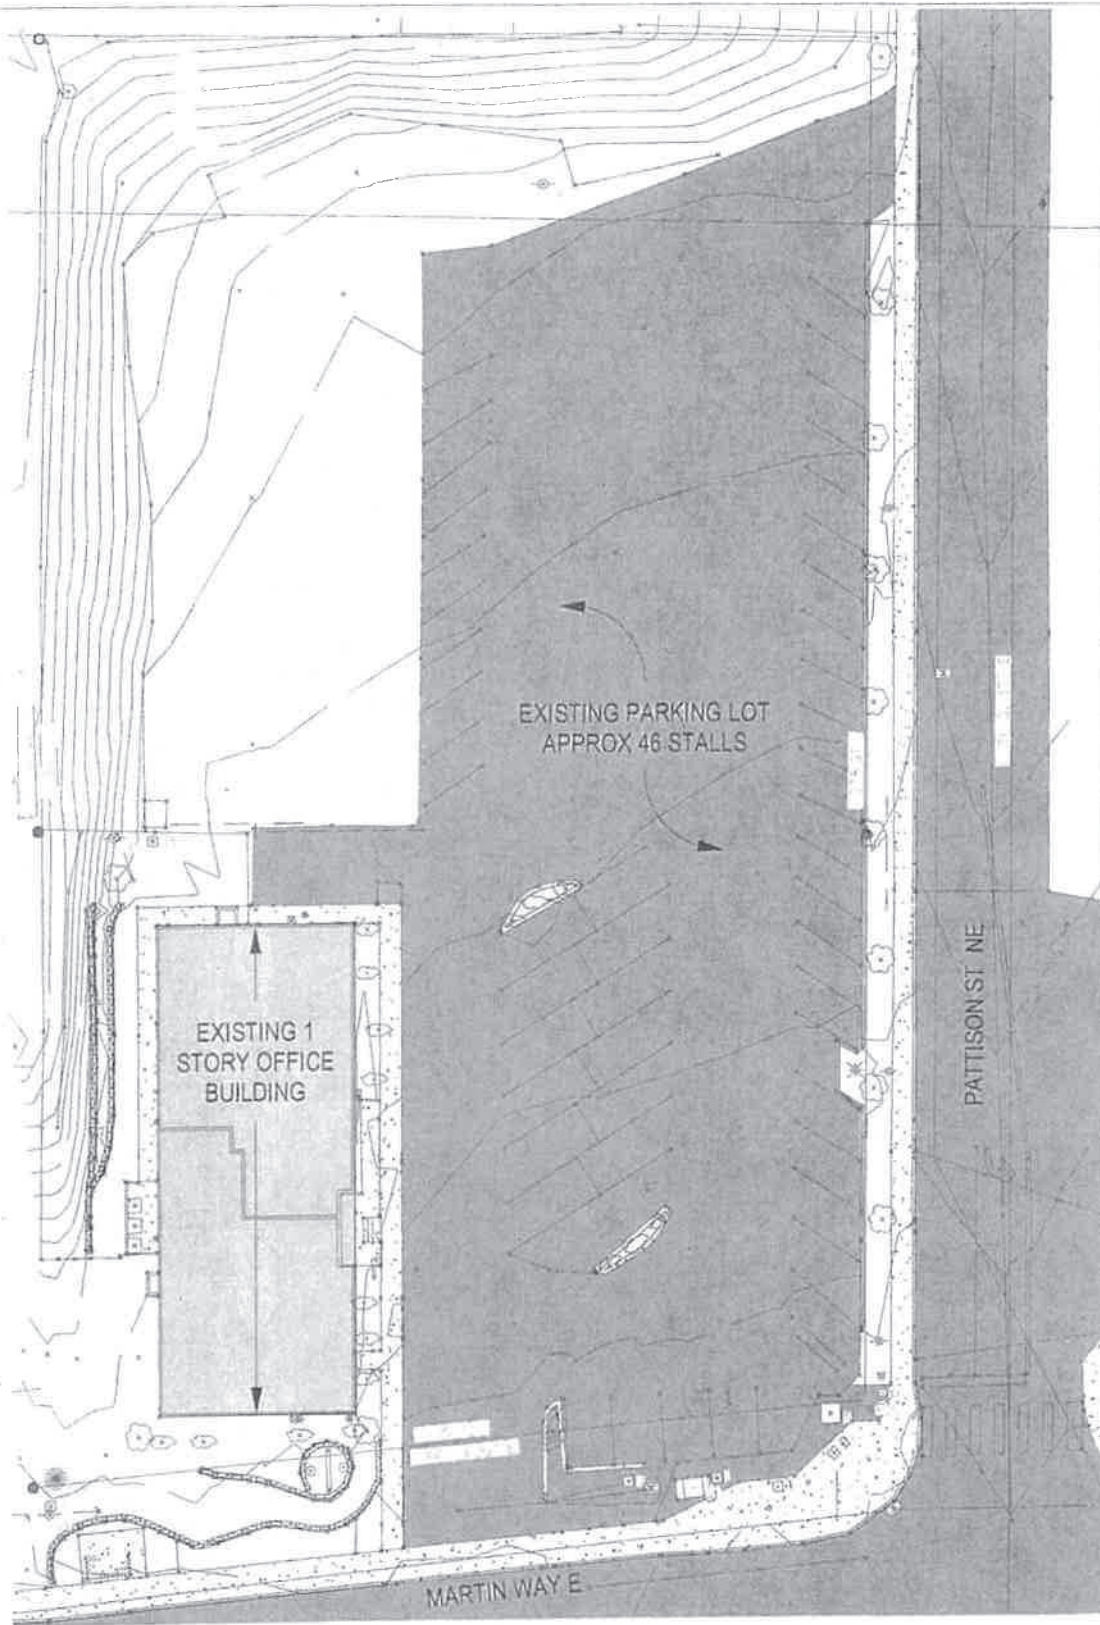 EXISTING PARKING LOT
APPROX 46 STALLS
EXISTING 1
STORY OFFICE
BUILDING
PATTISON ST NE
MARTIN WAY E